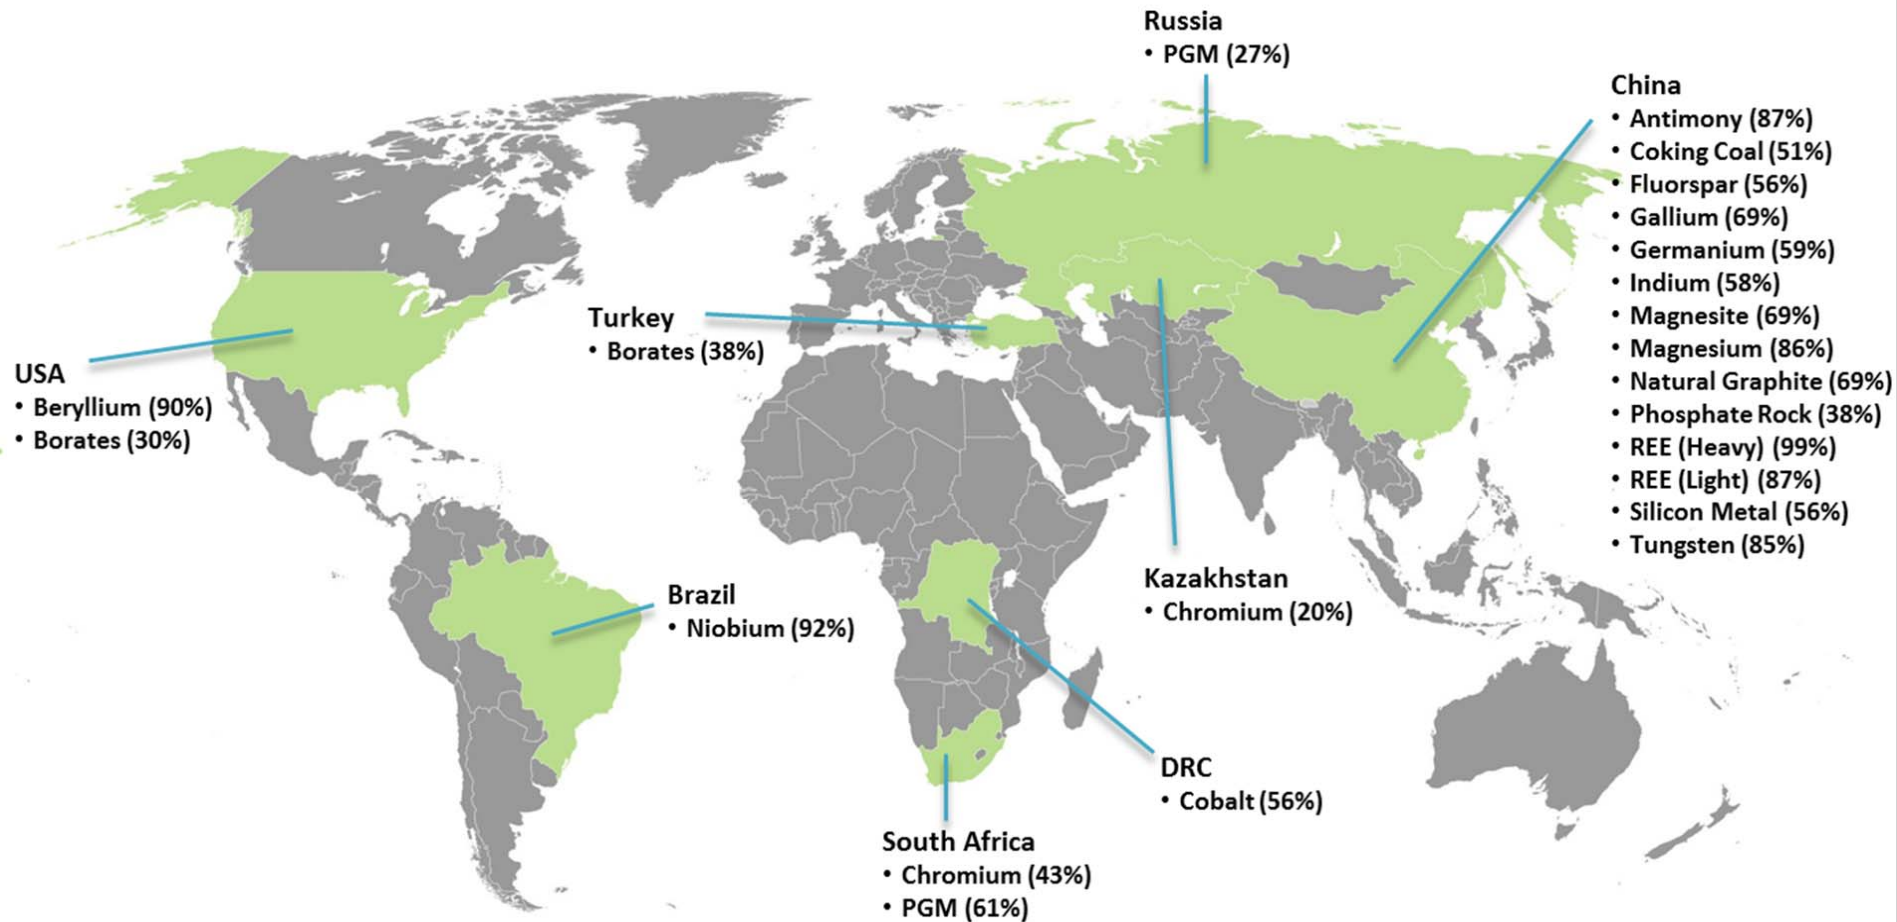 Russia
• PGM (27%)
China
• Antimony (87%)
• Coking Coal (51%)
• Fluorspar (56%)
• Gallium (69%)
• Germanium (59%)
• Indium (58%)
• Magnesite (69%)
• Magnesium (86%)
• Natural Graphite (69%)
• Phosphate Rock (38%)
• REE (Heavy) (99%)
• REE (Light) (87%)
• Silicon Metal (56%)
• Tungsten (85%)
Turkey
• Borates (38%)
USA
• Beryllium (90%)
• Borates (30%)
Kazakhstan
• Chromium (20%)
Brazil
• Niobium (92%)
DRC
• Cobalt (56%)
South Africa
• Chromium (43%)
• PGM (61%)